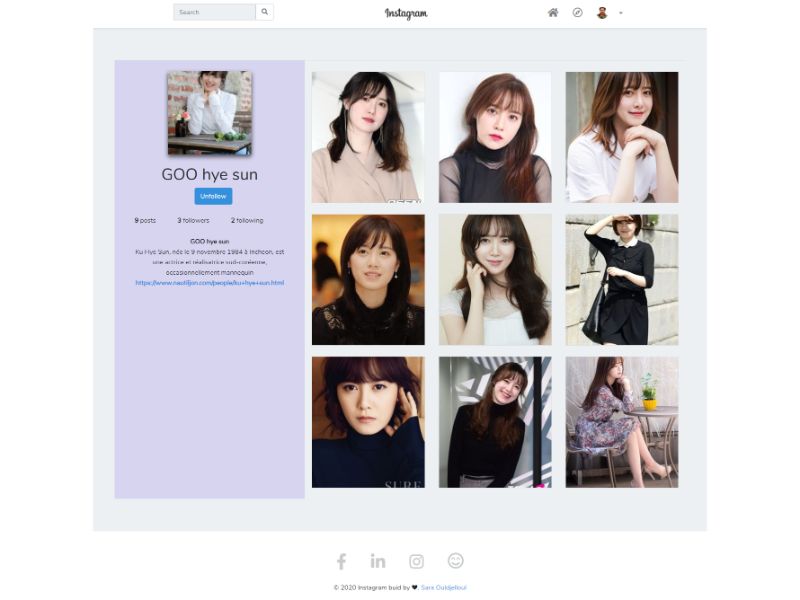 Search
Instagram
GOO hye sun
Unfollow
9 posts
3 followers
2 following
GOO hye sun
Ku Hye Sun, née le 9 novembre 1984 à Incheon, est
une actrice et réalisatrice sud-coréenne,
occasionnellement mannequin
https://www.nautiljon.com/people/ku+hye+sun.html
SURE
© 2020 Instagram buid by ♥. Sara Ouldjelloul